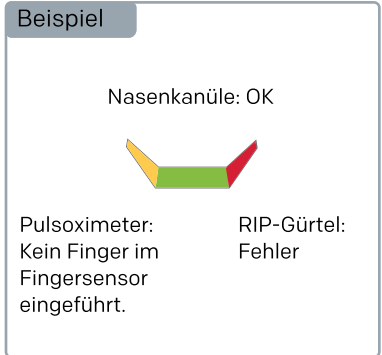 Beispiel
Nasenkanüle: OK
Pulsoximeter:
Kein Finger im
Fingersensor
eingeführt.
RIP-Gürtel:
Fehler